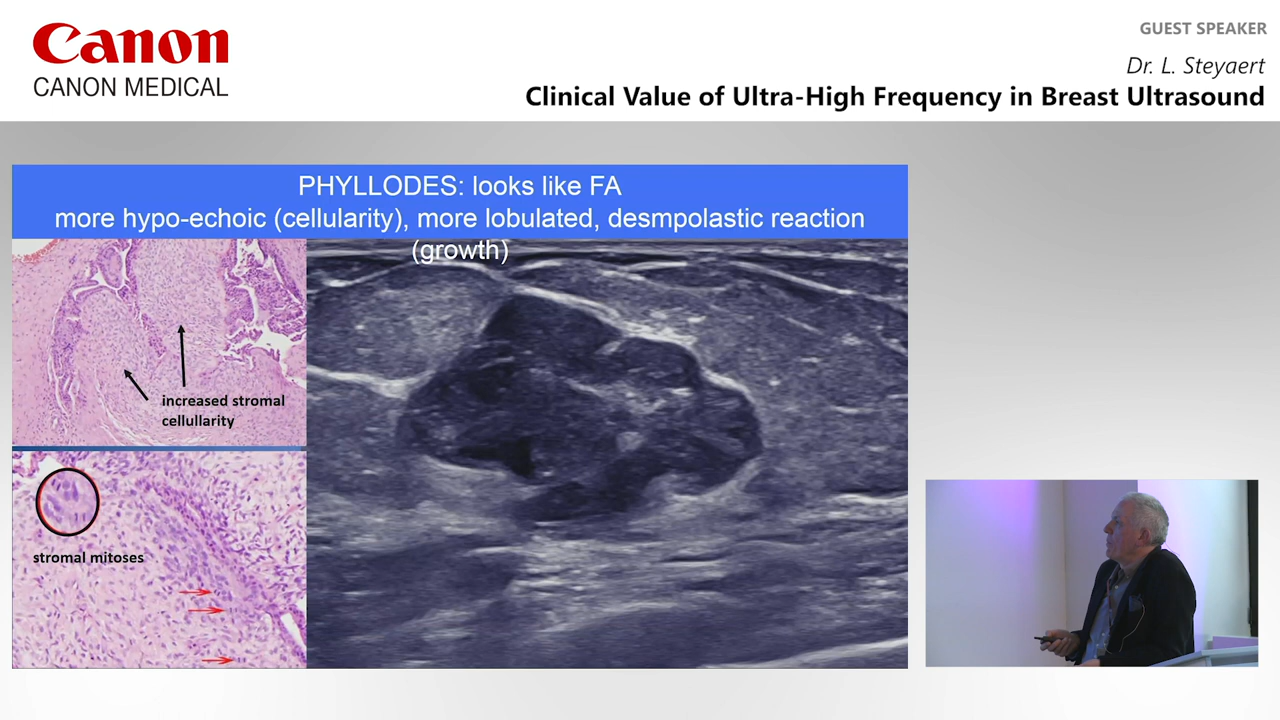 Canon
CANON MEDICAL
GUEST SPEAKER
Dr. L. Steyaert
Clinical Value of Ultra-High Frequency in Breast Ultrasound
PHYLLODES: looks like FA
more hypo-echoic (cellularity), more lobulated, desmpolastic reaction
(growth)
increased stromal
cellullarity
stromal mitoses